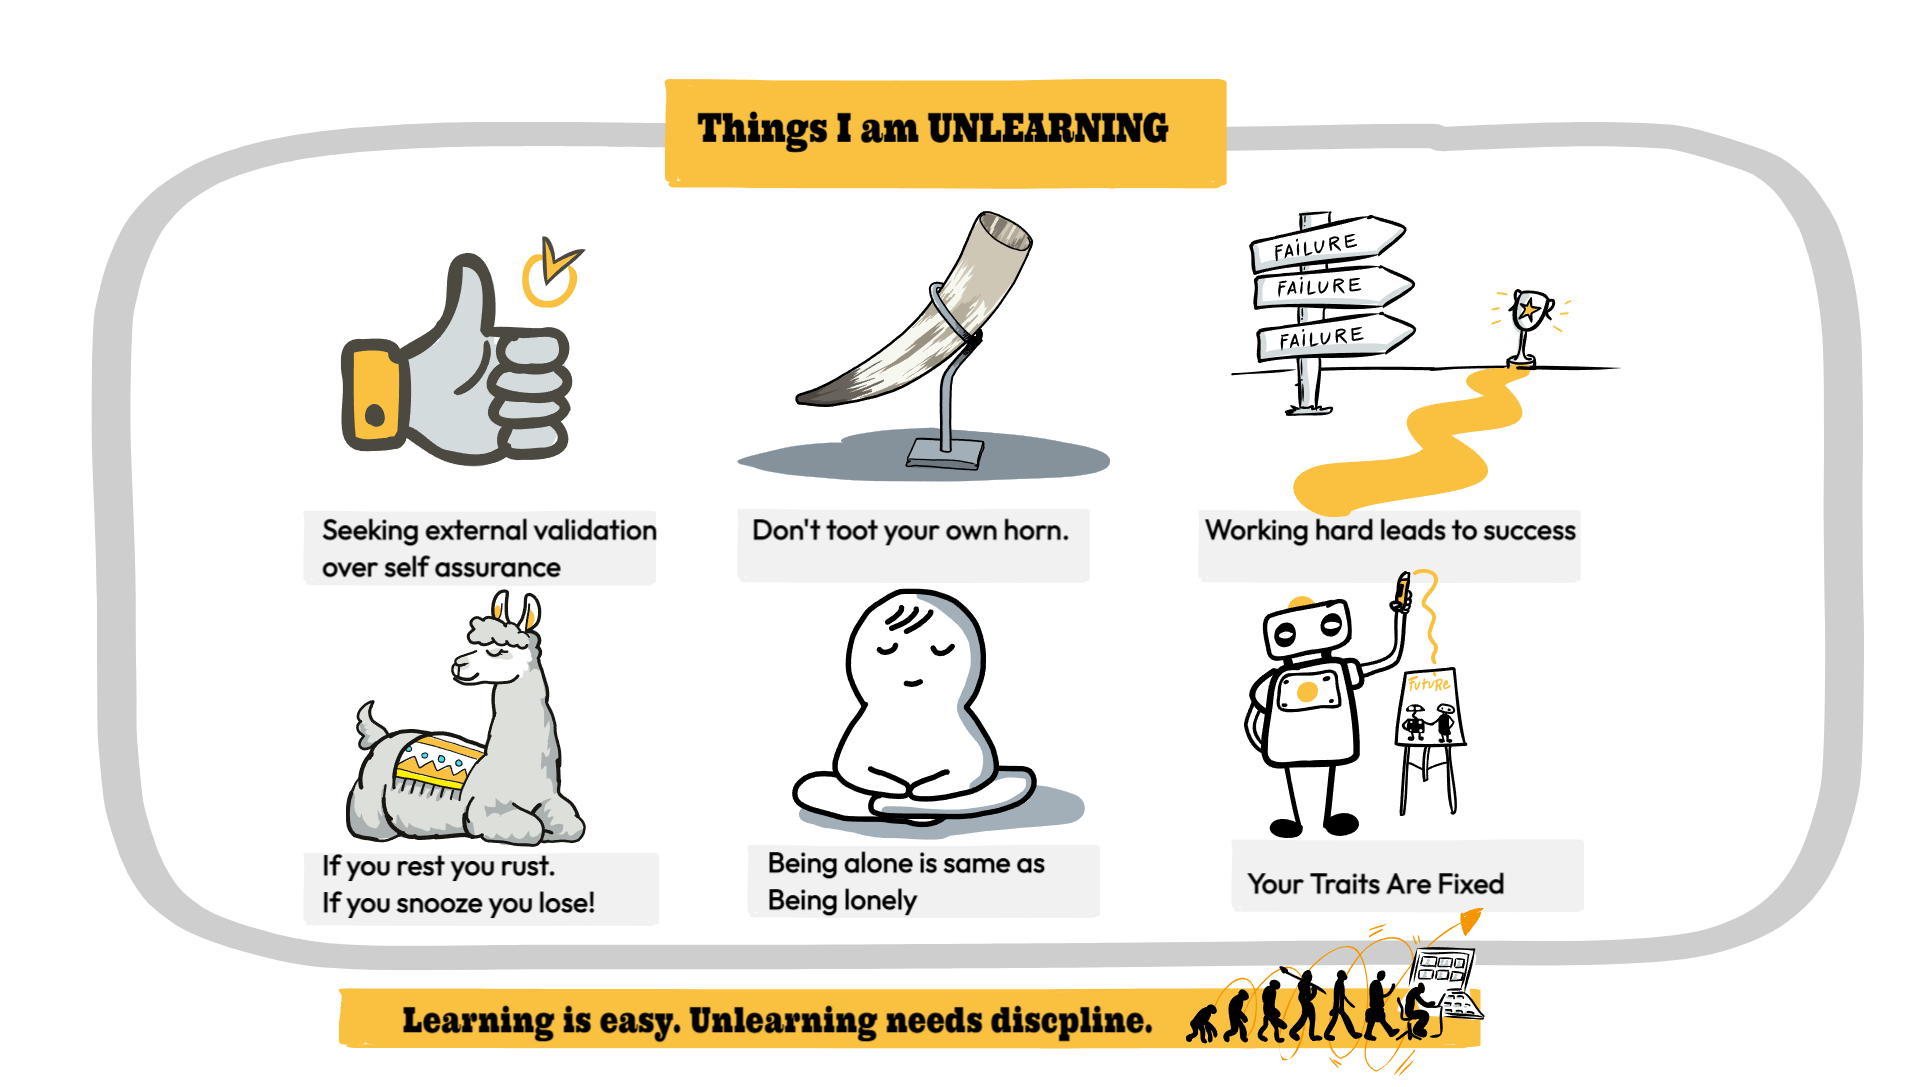 Things I am UNLEARNING
FAiLURE
FAiLURE
FAiLURE
Seeking external validation
over self assurance
Don't toot your own horn.
Working hard leads to success
FutuRe
If you rest you rust.
If you snooze you lose!
Being alone is same as
Being lonely
Your Traits Are Fixed
Learning is easy. Unlearning needs discpline.